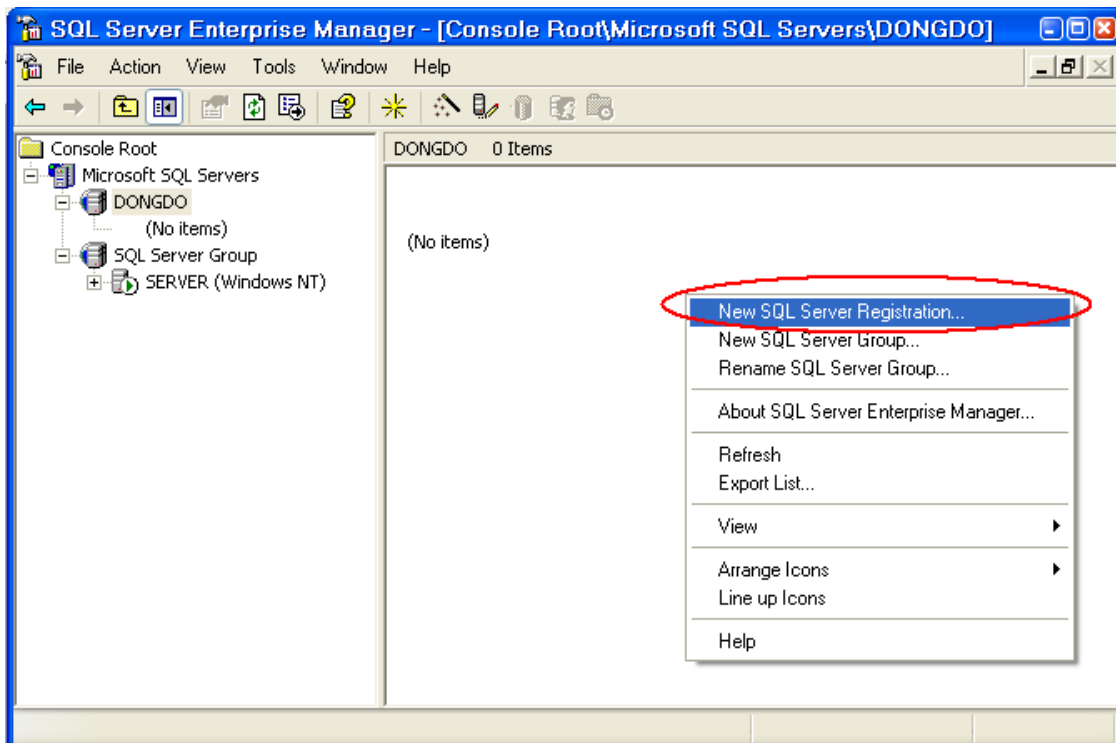 SQL Server Enterprise Manager - [Console Root\Microsoft SQL Servers\DONGDO]
File Action View Tools Window Help
Console Root
Microsoft SQL Servers
DONGDO
(No items)
SQL Server Group
SERVER (Windows NT)
DONGDO 0 Items
(No items)
New SQL Server Registration...
New SQL Server Group...
Rename SQL Server Group...
About SQL Server Enterprise Manager...
Refresh
Export List...
View
Arrange Icons
Line up Icons
Help